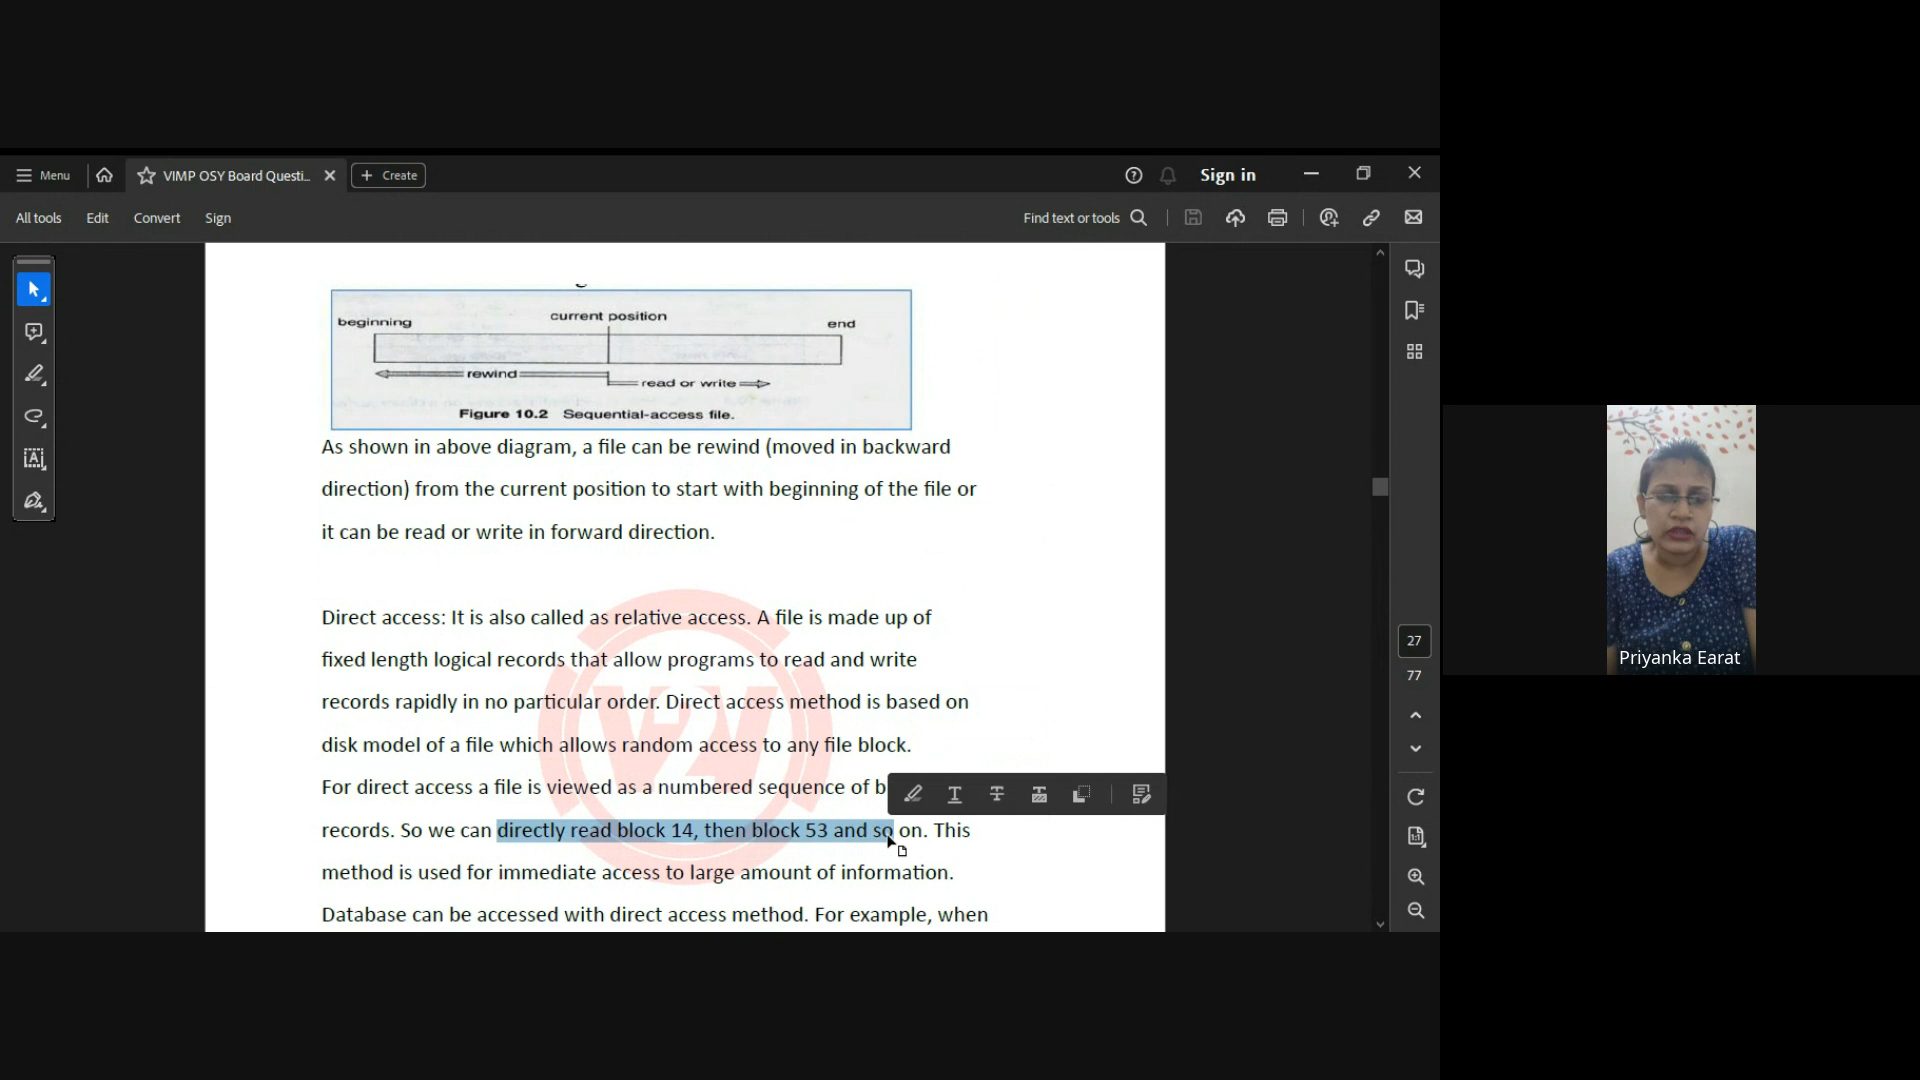 Menu
VIMP OSY Board Questi...
Create
Sign in
All tools
Edit
Convert
Sign
Find text or tools
beginning
current position
end
rewind
read or write
Figure 10.2 Sequential-access file.
As shown in above diagram, a file can be rewind (moved in backward
direction) from the current position to start with beginning of the file or
it can be read or write in forward direction.
Direct access: It is also called as relative access. A file is made up of
fixed length logical records that allow programs to read and write
records rapidly in no particular order. Direct access method is based on
disk model of a file which allows random access to any file block.
For direct access a file is viewed as a numbered sequence of b
records. So we can directly read block 14, then block 53 and so on. This
method is used for immediate access to large amount of information.
Database can be accessed with direct access method. For example, when
27
77
Priyanka Earat